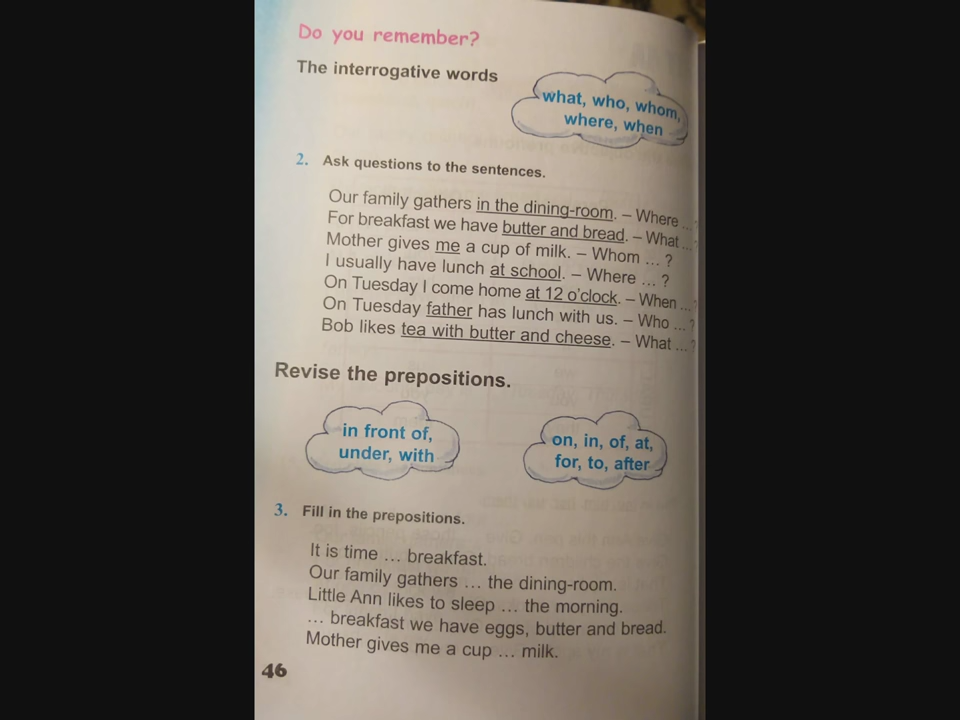 Do you remember?
The interrogative words
what, who, whom,
where, when
2. Ask questions to the sentences.
Our family gathers in the dining-room. – Where ... ?
For breakfast we have butter and bread. – What ... ?
Mother gives me a cup of milk. – Whom ... ?
I usually have lunch at school. – Where ... ?
On Tuesday I come home at 12 o'clock. – When ... ?
On Tuesday father has lunch with us. – Who ... ?
Bob likes tea with butter and cheese. – What ... ?
Revise the prepositions.
in front of,
under, with
on, in, of, at,
for, to, after
3. Fill in the prepositions.
It is time ... breakfast.
Our family gathers ... the dining-room.
Little Ann likes to sleep ... the morning.
... breakfast we have eggs, butter and bread.
Mother gives me a cup ... milk.
46